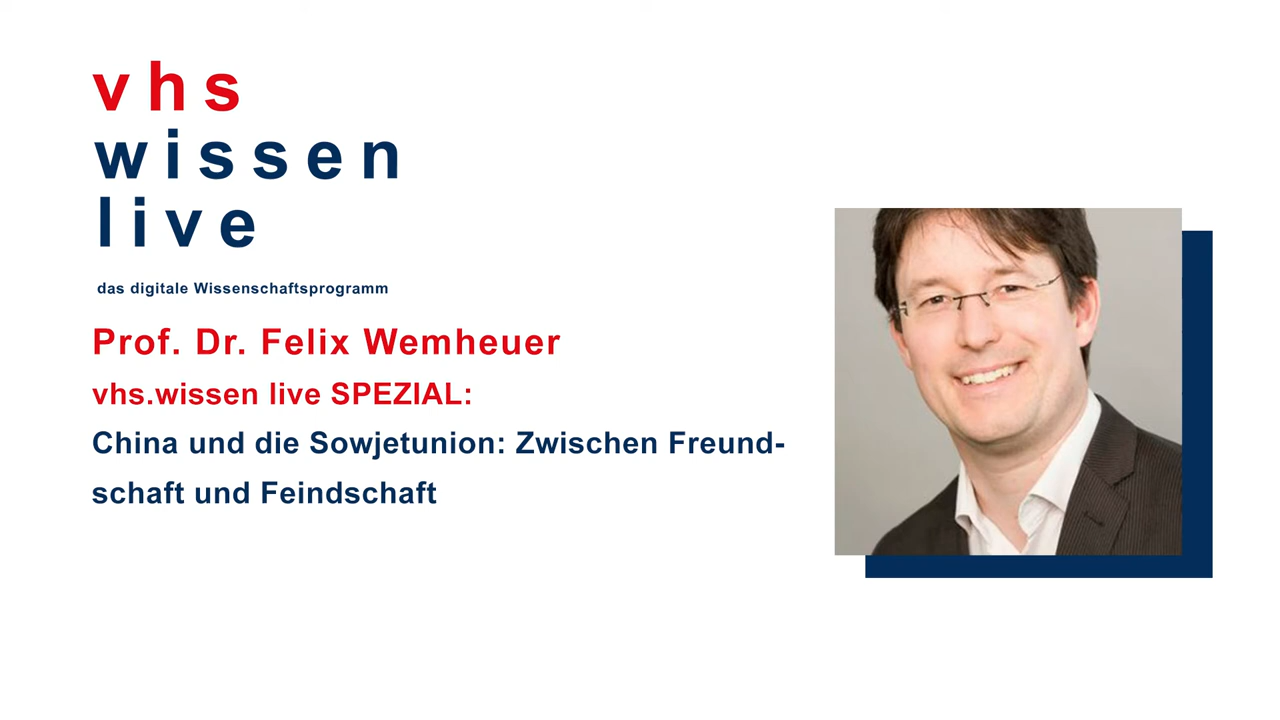 vhs
wissen
live
das digitale Wissenschaftsprogramm
Prof. Dr. Felix Wemheuer
vhs.wissen live SPEZIAL:
China und die Sowjetunion: Zwischen Freund-
schaft und Feindschaft